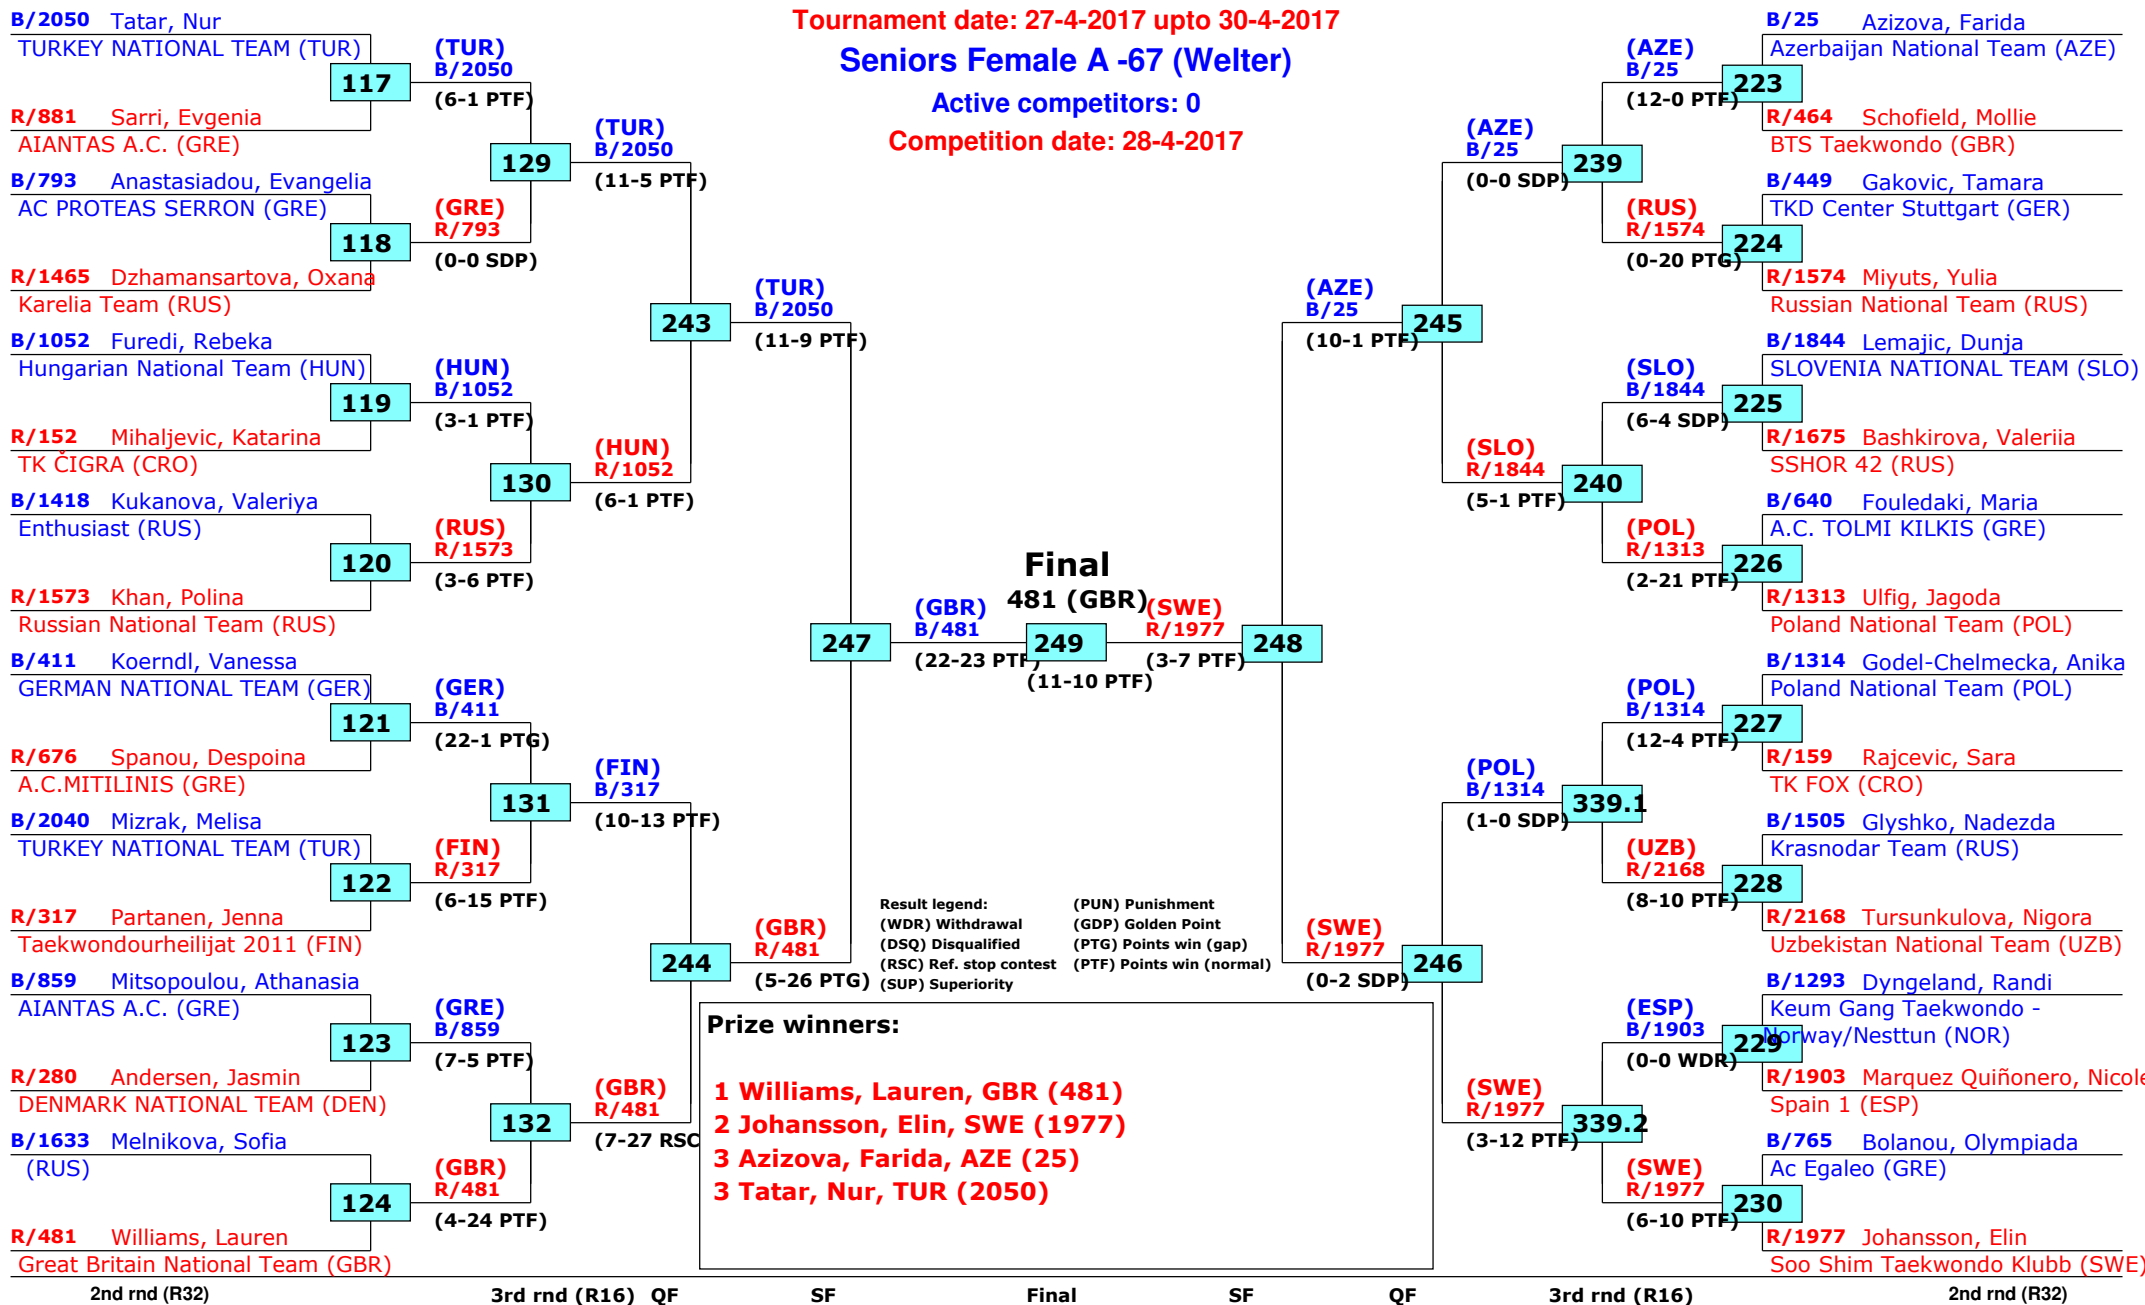 Tournament date: 27-4-2017 upto 30-4-2017
Seniors Female A -67 (Welter)
Active competitors: 0
Competition date: 28-4-2017
B/2050 Tatar, Nur
TURKEY NATIONAL TEAM (TUR)
117
R/881 Sarri, Evgenia
AIANTAS A.C. (GRE)
B/793 Anastasiadou, Evangelia
AC PROTEAS SERRON (GRE)
118
R/1465 Dzhamansartova, Oxana
Karelia Team (RUS)
B/1052 Furedi, Rebeka
Hungarian National Team (HUN)
119
R/152 Mihaljevic, Katarina
TK ČIGRA (CRO)
B/1418 Kukanova, Valeriya
Enthusiast (RUS)
120
R/1573 Khan, Polina
Russian National Team (RUS)
B/411 Koerndl, Vanessa
GERMAN NATIONAL TEAM (GER)
121
R/676 Spanou, Despoina
A.C.MITILINIS (GRE)
B/2040 Mizrak, Melisa
TURKEY NATIONAL TEAM (TUR)
122
R/317 Partanen, Jenna
Taekwondourheilijat 2011 (FIN)
B/859 Mitsopoulou, Athanasia
AIANTAS A.C. (GRE)
123
R/280 Andersen, Jasmin
DENMARK NATIONAL TEAM (DEN)
B/1633 Melnikova, Sofia
(RUS)
124
R/481 Williams, Lauren
Great Britain National Team (GBR)
(TUR)
B/2050
(6-1 PTF)
129
(GRE)
R/793
(0-0 SDP)
(HUN)
B/1052
(3-1 PTF)
130
(RUS)
R/1573
(3-6 PTF)
(GER)
B/411
(22-1 PTG)
131
(FIN)
R/317
(6-15 PTF)
(GRE)
B/859
(7-5 PTF)
132
(GBR)
R/481
(4-24 PTF)
(TUR)
B/2050
(11-5 PTF)
243
(HUN)
R/1052
(6-1 PTF)
(FIN)
B/317
(10-13 PTF)
244
(GBR)
R/481
(7-27 RSC
(TUR)
B/2050
(11-9 PTF)
247
(GBR)
R/481
(5-26 PTG)
(GBR)
B/481
(22-23 PTF)
Final
481 (GBR)
249
(11-10 PTF)
(SWE)
R/1977
(3-7 PTF)
248
(AZE)
B/25
(10-1 PTF)
245
(SWE)
R/1977
(0-2 SDP)
246
(AZE)
B/25
(0-0 SDP)
239
(SLO)
R/1844
(5-1 PTF)
240
(POL)
B/1314
(1-0 SDP)
339.1
(SWE)
R/1977
(3-12 PTF)
339.2
(AZE)
B/25
(12-0 PTF)
223
(RUS)
R/1574
(0-20 PTG)
224
(SLO)
B/1844
(6-4 SDP)
225
(POL)
R/1313
(2-21 PTF)
226
(POL)
B/1314
(12-4 PTF)
227
(UZB)
R/2168
(8-10 PTF)
228
(ESP)
B/1903
(0-0 WDR)
229
(SWE)
R/1977
(6-10 PTF)
230
B/25 Azizova, Farida
Azerbaijan National Team (AZE)
R/464 Schofield, Mollie
BTS Taekwondo (GBR)
B/449 Gakovic, Tamara
TKD Center Stuttgart (GER)
R/1574 Miyuts, Yulia
Russian National Team (RUS)
B/1844 Lemajic, Dunja
SLOVENIA NATIONAL TEAM (SLO)
R/1675 Bashkirova, Valeriia
SSHOR 42 (RUS)
B/640 Fouledaki, Maria
A.C. TOLMI KILKIS (GRE)
R/1313 Ulfig, Jagoda
Poland National Team (POL)
B/1314 Godel-Chelmecka, Anika
Poland National Team (POL)
R/159 Rajcevic, Sara
TK FOX (CRO)
B/1505 Glyshko, Nadezda
Krasnodar Team (RUS)
R/2168 Tursunkulova, Nigora
Uzbekistan National Team (UZB)
B/1293 Dyngeland, Randi
Keum Gang Taekwondo -
Norway/Nesttun (NOR)
R/1903 Marquez Quiñonero, Nicole
Spain 1 (ESP)
B/765 Bolanou, Olympiada
Ac Egaleo (GRE)
R/1977 Johansson, Elin
Soo Shim Taekwondo Klubb (SWE)
Result legend: (PUN) Punishment
(WDR) Withdrawal (GDP) Golden Point
(DSQ) Disqualified (PTG) Points win (gap)
(RSC) Ref. stop contest (PTF) Points win (normal)
(SUP) Superiority
Prize winners:
1 Williams, Lauren, GBR (481)
2 Johansson, Elin, SWE (1977)
3 Azizova, Farida, AZE (25)
3 Tatar, Nur, TUR (2050)
2nd rnd (R32) 3rd rnd (R16) QF SF Final SF QF 3rd rnd (R16) 2nd rnd (R32)